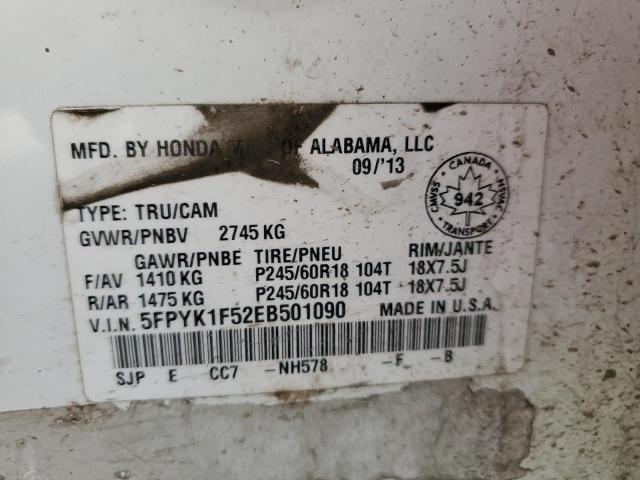 MFD. BY HONDA OF ALABAMA, LLC
09/'13
CANADA
CMVSS 942 NSVAC
TRANSPORT
TYPE: TRU/CAM
GVWR/PNBV 2745 KG
GAWR/PNBE TIRE/PNEU RIM/JANTE
F/AV 1410 KG P245/60R18 104T 18X7.5J
R/AR 1475 KG P245/60R18 104T 18X7.5J
V.I.N. 5FPYK1F52EB501090 MADE IN U.S.A.
SJP E CC7 -NH578 -F -B